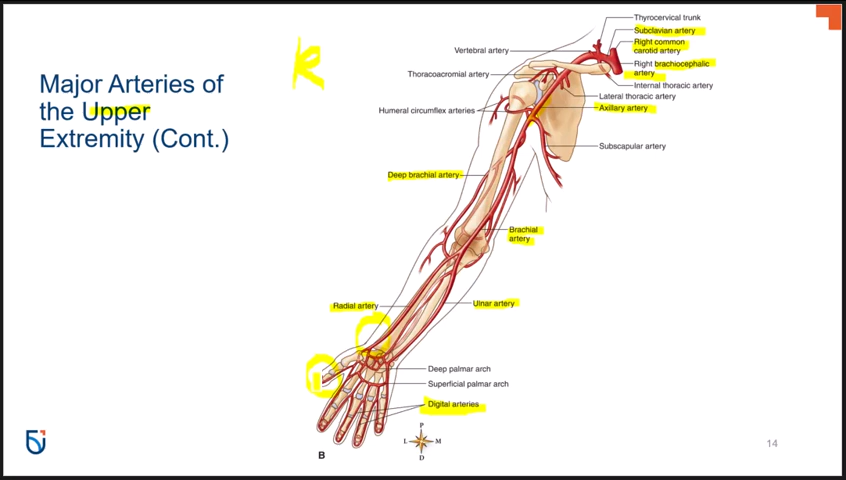 Major Arteries of
the Upper
Extremity (Cont.)
R
Thyrocervical trunk
Subclavian artery
Right common
carotid artery
Right brachiocephalic
artery
Internal thoracic artery
Lateral thoracic artery
Axillary artery
Subscapular artery
Vertebral artery
Thoracoacromial artery
Humeral circumflex arteries
Deep brachial artery
Brachial
artery
Radial artery
Ulnar artery
Deep palmar arch
Superficial palmar arch
Digital arteries
P
L M
D
B
14